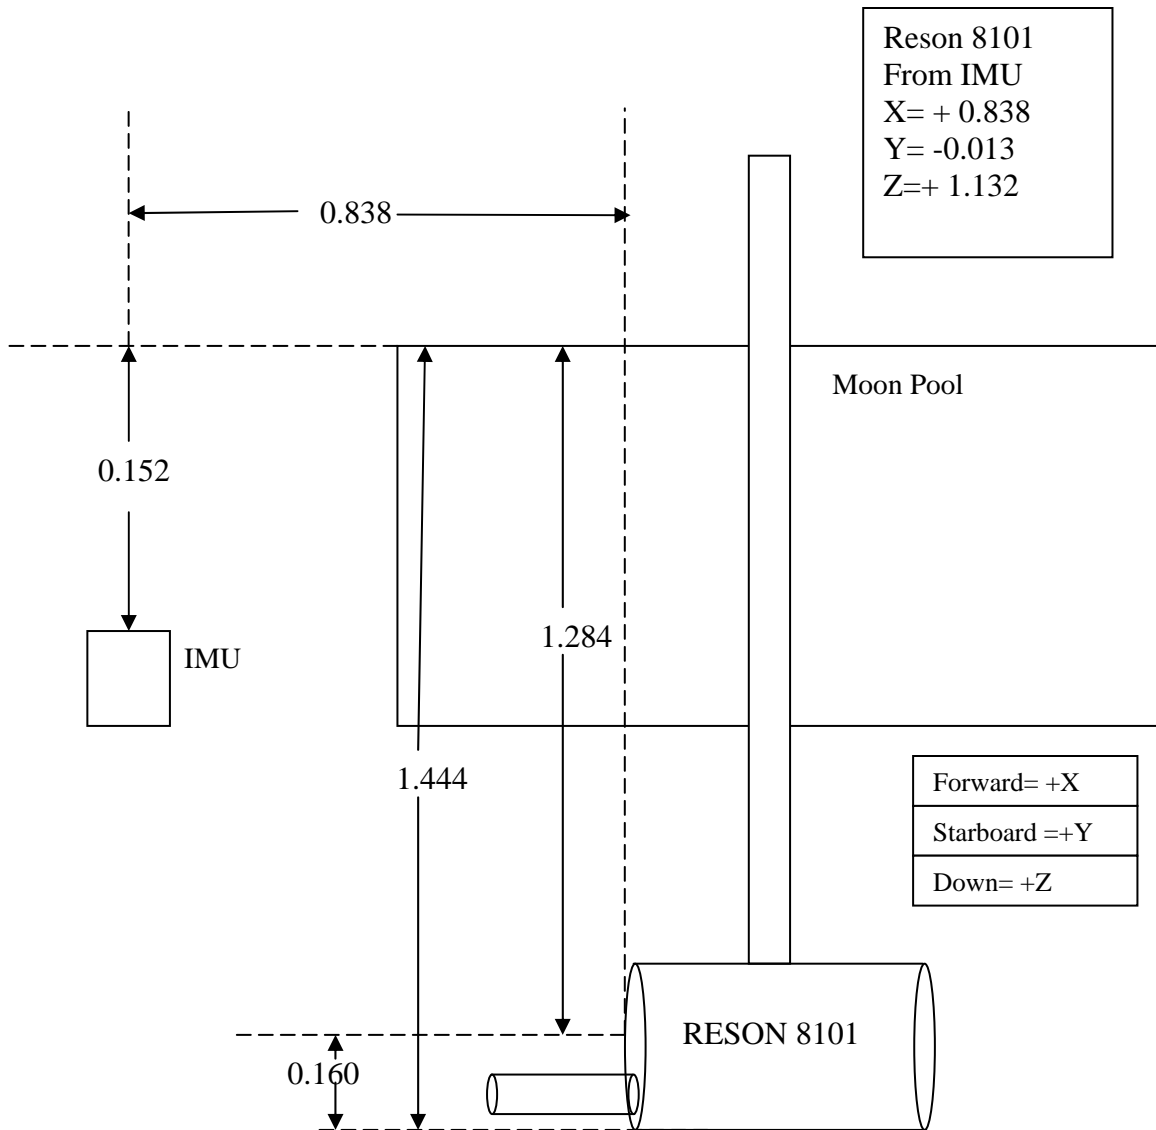 Reson 8101
From IMU
X= + 0.838
Y= -0.013
Z=+ 1.132
0.838
Moon Pool
0.152
1.284
IMU
1.444
Forward= +X
Starboard =+Y
Down= +Z
RESON 8101
0.160